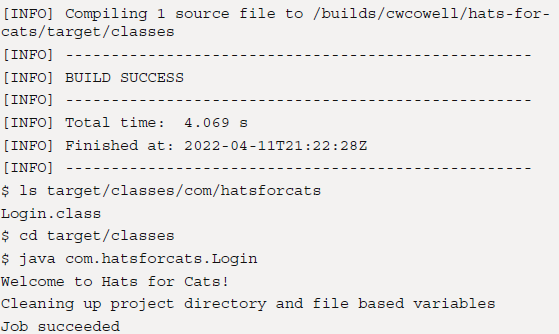 [INFO] Compiling 1 source file to /builds/cwcowell/hats-for-
cats/target/classes
[INFO] --------------------------------------------------
[INFO] BUILD SUCCESS
[INFO] --------------------------------------------------
[INFO] Total time:  4.069 s
[INFO] Finished at: 2022-04-11T21:22:28Z
[INFO] --------------------------------------------------
$ ls target/classes/com/hatsforcats
Login.class
$ cd target/classes
$ java com.hatsforcats.Login
Welcome to Hats for Cats!
Cleaning up project directory and file based variables
Job succeeded